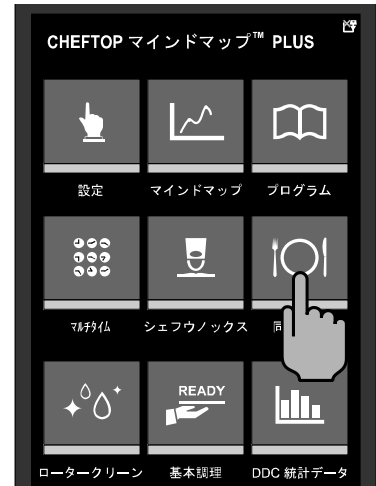 CHEFTOP マインドマップ™ PLUS
設定
マインドマップ
プログラム
マルチタイム
シェフウノックス
同
READY
ロータークリーン
基本調理
DDC 統計データ